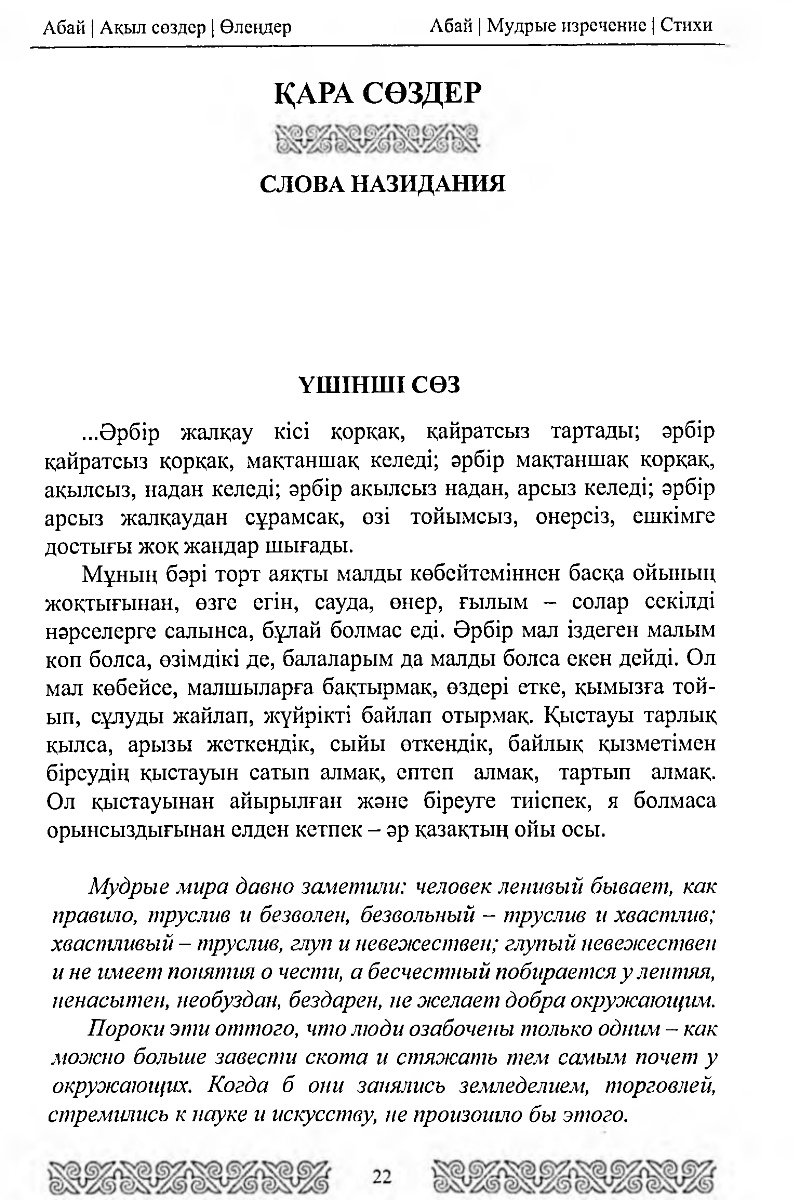 Абай | Ақыл сөздер | Өлеңдер
Абай | Мудрые изречение | Стихи
ҚАРА СӨЗДЕР
СЛОВА НАЗИДАНИЯ
ҮШІНШІ СӨЗ
...Әрбір жалқау кісі қорқақ, қайратсыз тартады; әрбір
қайратсыз қорқақ, мақтаншақ келеді; әрбір мақтаншақ қорқақ,
ақылсыз, надан келеді; әрбір ақылсыз надан, арсыз келеді; әрбір
арсыз жалқаудан сұрамсақ, озі тойымсыз, онерсіз, ешкімге
достығы жоқ жандар шығады.
Мұның бәрі торт аяқты малды көбейтеміннен басқа ойының
жоқтығынан, өзге егін, сауда, өнер, ғылым – солар секілді
нәрселерге салынса, бұлай болмас еді. Әрбір мал іздеген малым
коп болса, өзімдікі де, балаларым да малды болса екен дейді. Ол
мал көбейсе, малшыларға бақтырмақ, өздері етке, қымызға той-
ып, сұлуды жайлап, жүйрікті байлап отырмақ. Қыстауы тарлық
қылса, арызы жеткендік, сыйы откендік, байлық қызметімен
біреудің қыстауын сатып алмақ, ептеп алмақ, тартып алмақ.
Ол қыстауынан айырылған және біреуге тиіспек, я болмаса
орынсыздығынан елден кетпек – әр қазақтың ойы осы.
Мудрые мира давно заметили: человек ленивый бывает, как
правило, труслив и безволен, безвольный – труслив и хвастлив;
хвастливый – труслив, глуп и невежествен; глупый невежествен
и не имеет понятия о чести, а бесчестный побирается у лентяя,
ненасытен, необуздан, бездарен, не желает добра окружающим.
Пороки эти оттого, что люди озабочены только одним – как
можно больше завести скота и стяжать тем самым почет у
окружающих. Когда б они занялись земледелием, торговлей,
стремились к науке и искусству, не произошло бы этого.
22